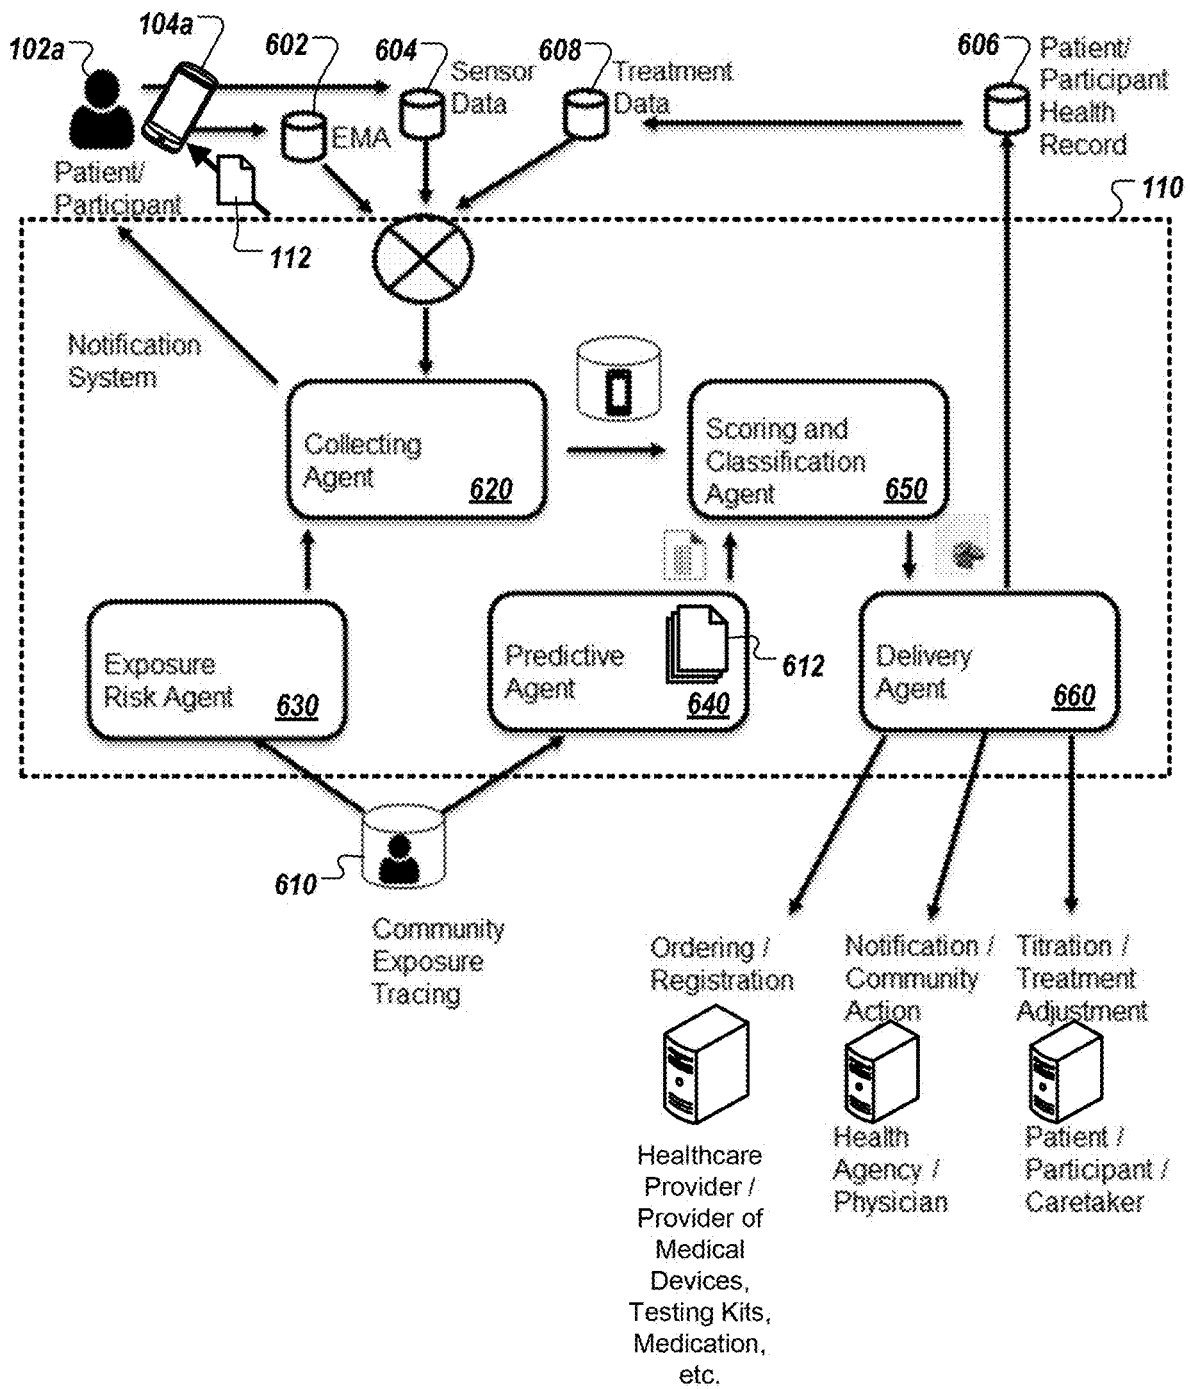 102a
104a
602
604
608
606
Sensor
Data
Treatment
Data
Patient/
Participant
Health
Record
EMA
Patient/
Participant
112
110
Notification
System
Collecting
Agent
620
Scoring and
Classification
Agent
650
Exposure
Risk Agent
630
Predictive
Agent
640
612
Delivery
Agent
660
610
Community
Exposure
Tracing
Ordering /
Registration
Notification /
Community
Action
Titration /
Treatment
Adjustment
Healthcare
Provider /
Provider of
Medical
Devices,
Testing Kits,
Medication,
etc.
Health
Agency /
Physician
Patient /
Participant /
Caretaker